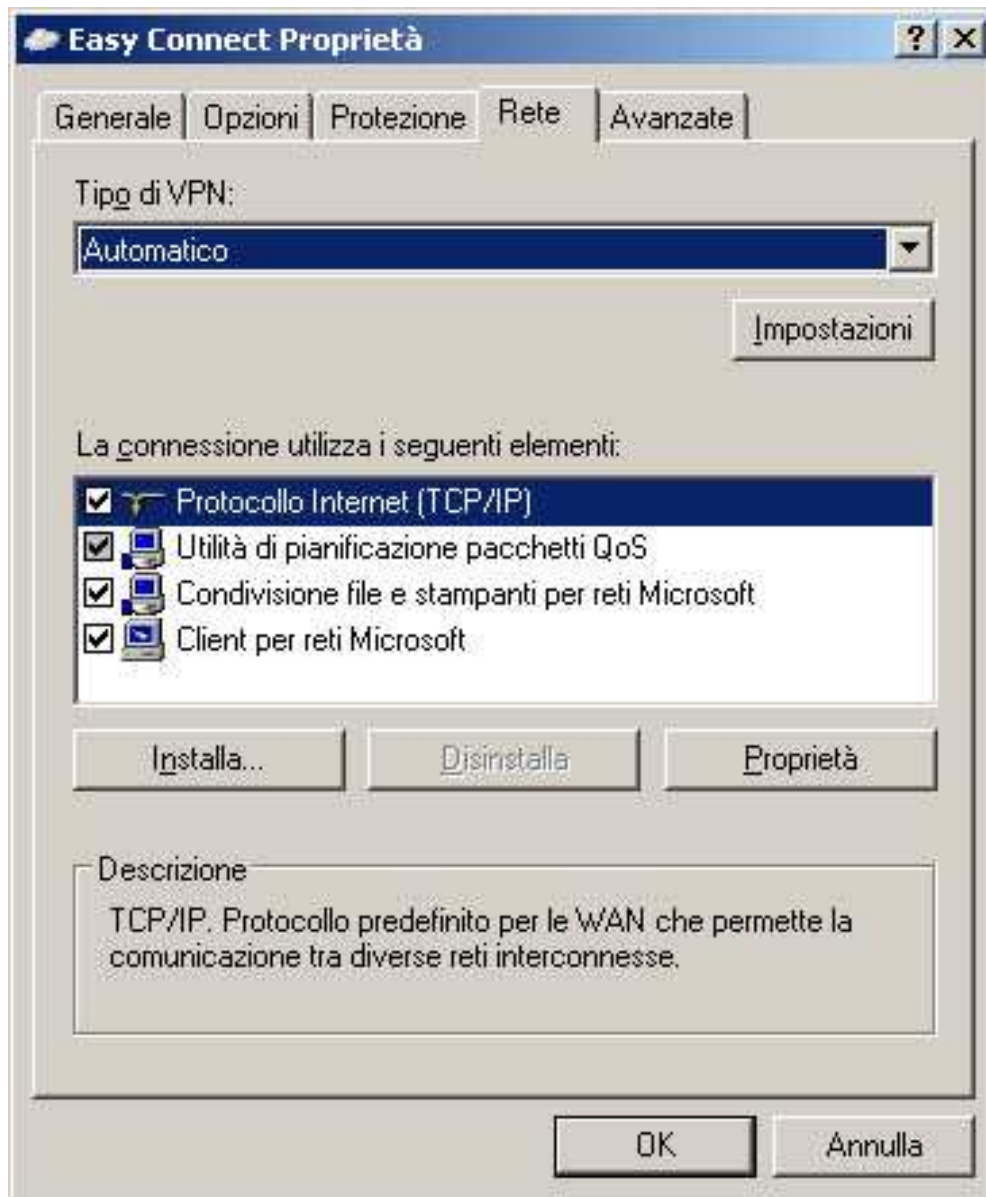 Easy Connect Proprietà
Generale Opzioni Protezione Rete Avanzate
Tipo di VPN:
Automatico
Impostazioni
La connessione utilizza i seguenti elementi:
Protocollo Internet (TCP/IP)
Utilità di pianificazione pacchetti QoS
Condivisione file e stampanti per reti Microsoft
Client per reti Microsoft
Installa... Disinstalla Proprietà
Descrizione
TCP/IP. Protocollo predefinito per le WAN che permette la
comunicazione tra diverse reti interconnesse.
OK Annulla